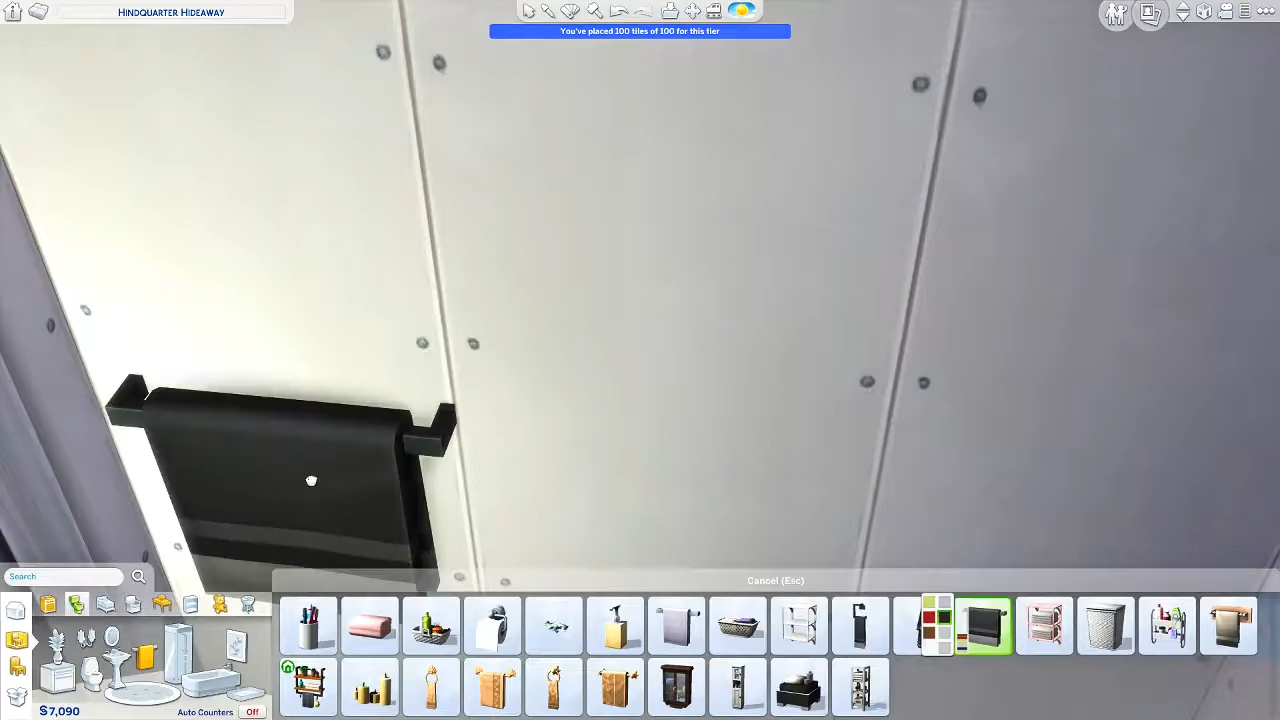 HINDQUARTER HIDEAWAY
You've placed 100 tiles of 100 for this tier
Cancel (Esc)
Search
$7,090
Auto Counters
Off